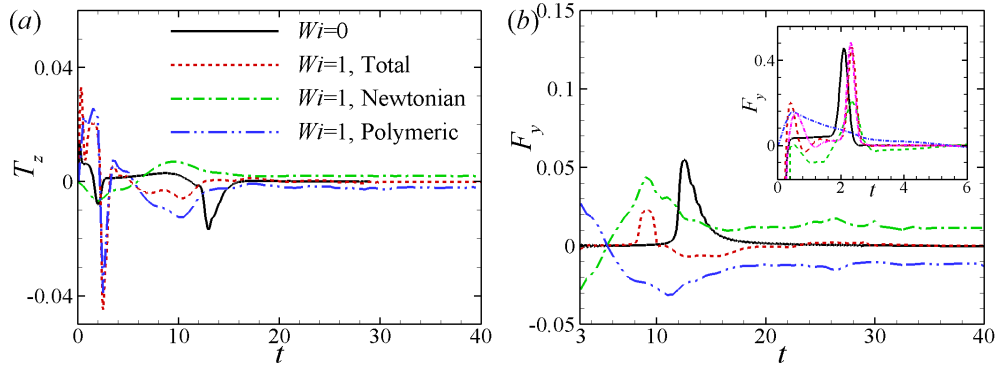 (a)
Wi=0
Wi=1, Total
Wi=1, Newtonian
Wi=1, Polymeric
0.04
0
-0.04
T_z
0 10 20 30 40
t
(b)
0.15
0.10
0.05
0
-0.05
F_y
3 10 20 30 40
t
0.4
0
F_y
0 2 4 6
t